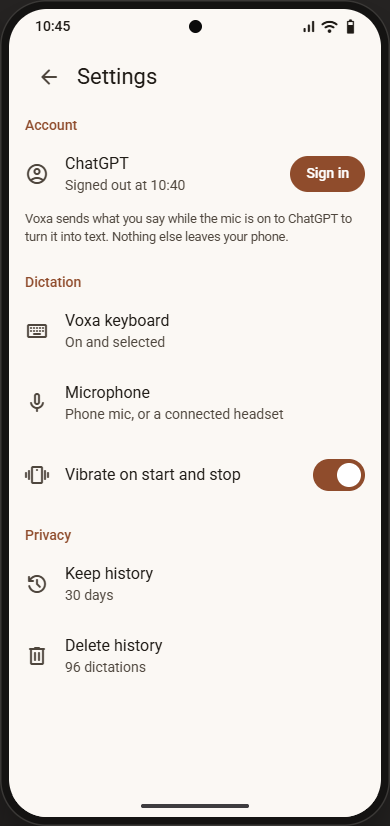 10:45
Settings
Account
ChatGPT
Signed out at 10:40
Sign in
Voxa sends what you say while the mic is on to ChatGPT to
turn it into text. Nothing else leaves your phone.
Dictation
Voxa keyboard
On and selected
Microphone
Phone mic, or a connected headset
Vibrate on start and stop
Privacy
Keep history
30 days
Delete history
96 dictations